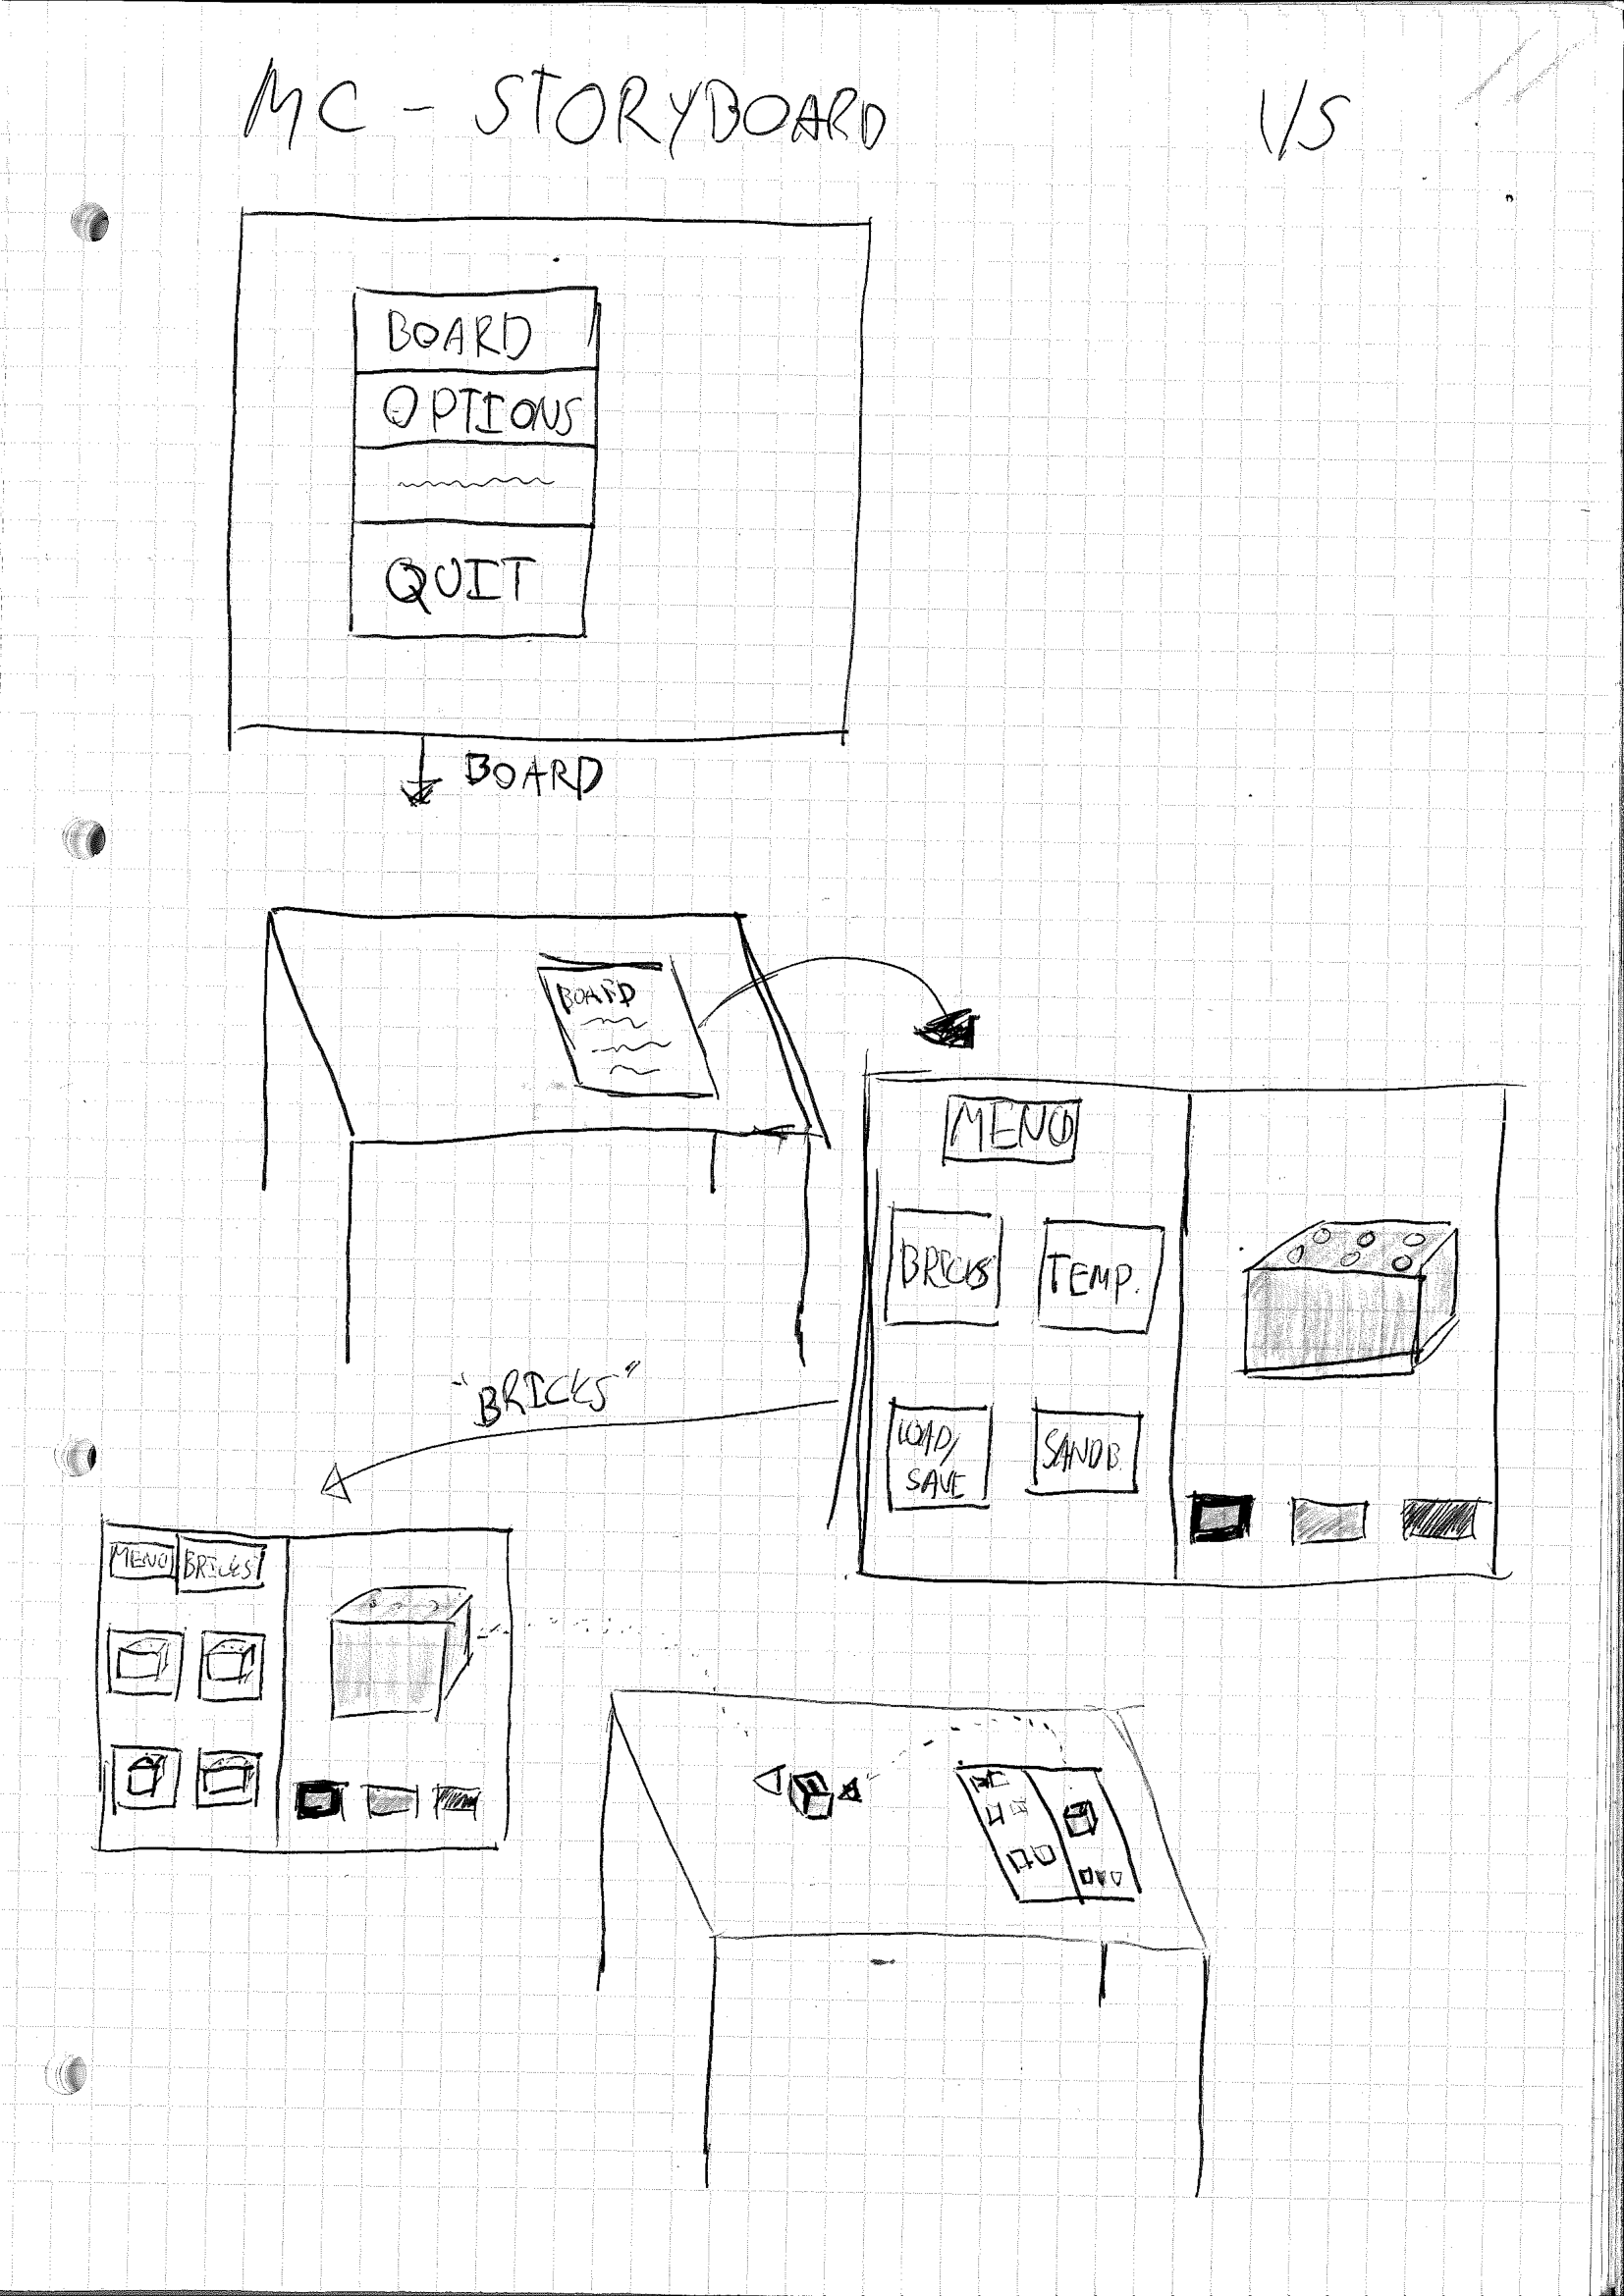 MC - STORYBOARD 1/5
BOARD
OPTIONS
QUIT
BOARD
BOARD
MENU
BRICKS
TEMP.
LOAD/
SAVE
SANDB.
"BRICKS"
MENU
BRICKS